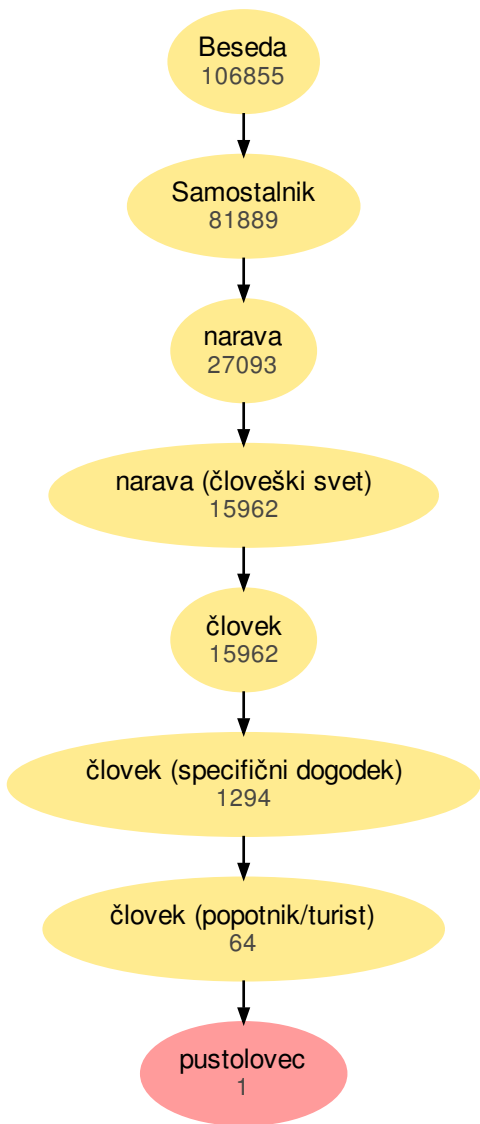 Beseda
106855
Samostalnik
81889
narava
27093
narava (človeški svet)
15962
človek
15962
človek (specifični dogodek)
1294
človek (popotnik/turist)
64
pustolovec
1